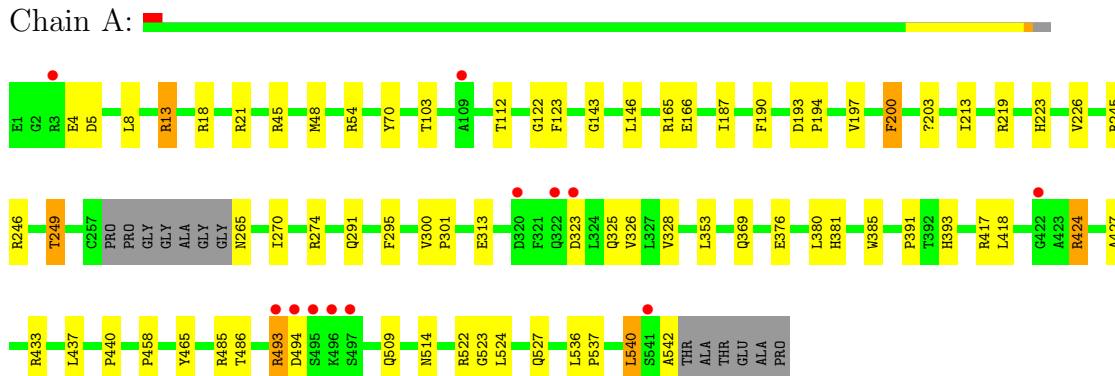 Chain A:
E1 G2 R3 E4 D5 L8 R13 R18 R21 R45 M48 R54 Y70 T103 A109 T112 G122 F123 G143 L146 R165 E166 I187 F190 D193 P194 V197 F200 ?203 I213 R219 H223 V226
R246 T249 C257 PRO PRO GLY GLY ALA GLY GLY N265 I270 R274 Q291 F295 V300 P301 E313 D320 F321 Q322 D323 L324 Q325 V326 L327 V328 L353 Q369 E376 L380 H381 W385 P391 T392 H393 R417 L418 G422 A423 R424
R433 L437 P440 P458 Y465 R485 T486 R493 D494 S495 K496 S497 Q509 N514 R522 G523 L524 Q527 L536 P537 L540 S541 A542 THR ALA THR GLU ALA PRO